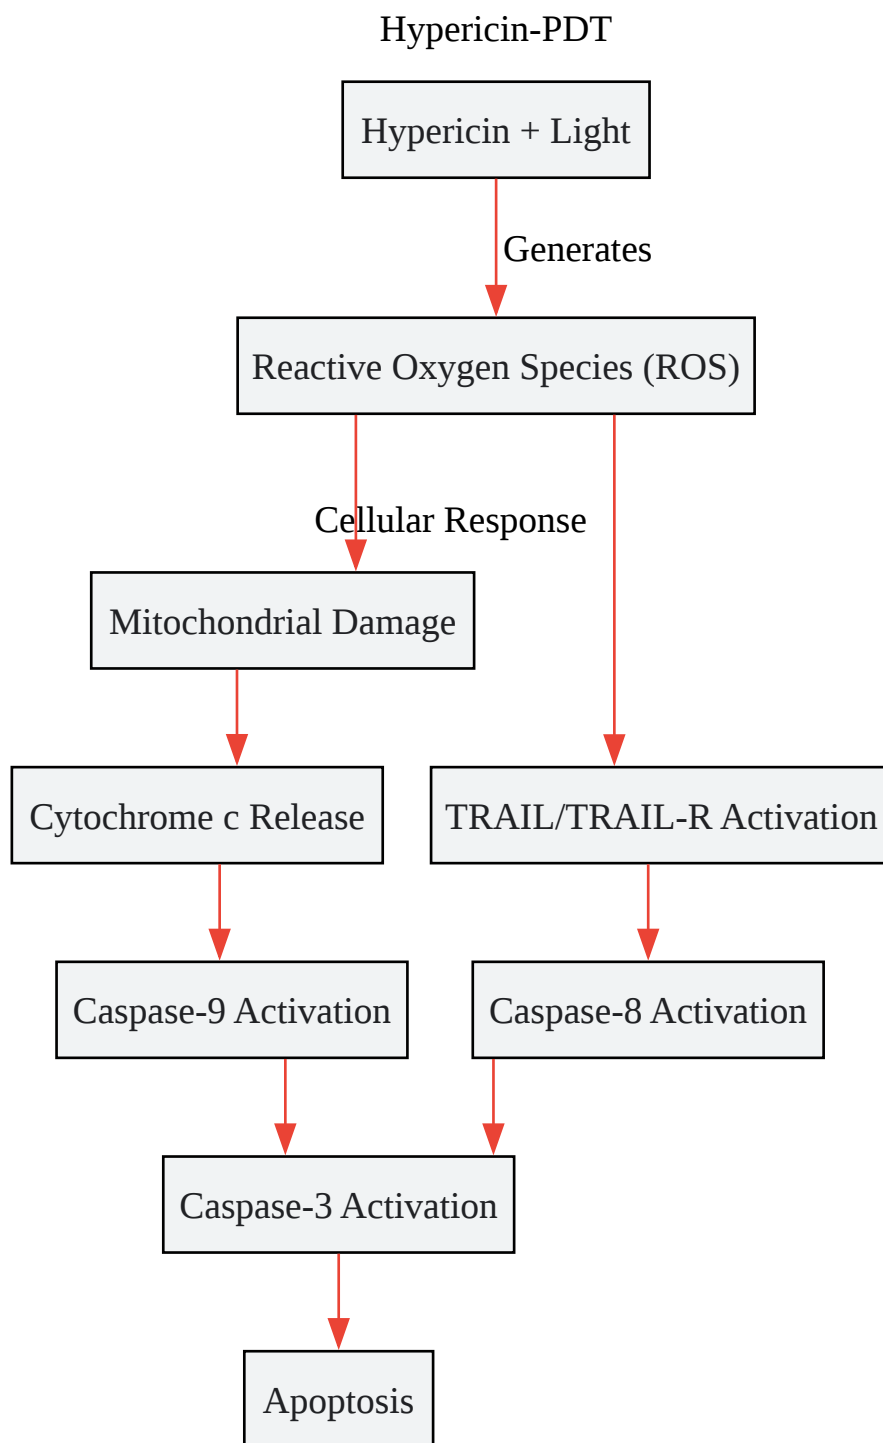 Hypericin-PDT
Hypericin + Light
Generates
Reactive Oxygen Species (ROS)
Cellular Response
Mitochondrial Damage
Cytochrome c Release
TRAIL/TRAIL-R Activation
Caspase-9 Activation
Caspase-8 Activation
Caspase-3 Activation
Apoptosis